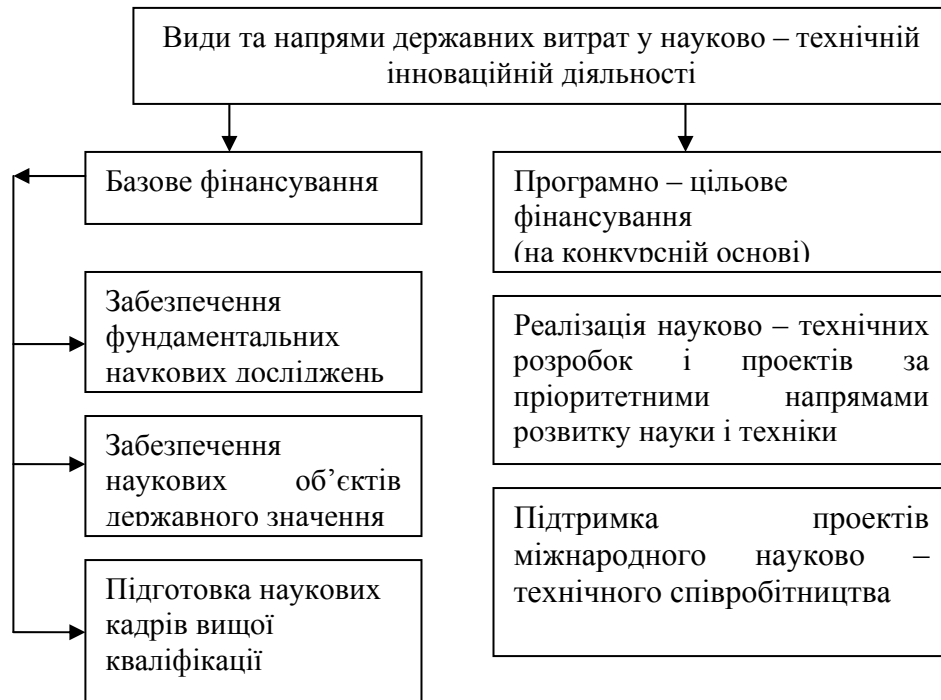 Види та напрями державних витрат у науково – технічній
інноваційній діяльності
Базове фінансування
Програмно – цільове
фінансування
(на конкурсній основі)
Забезпечення
фундаментальних
наукових досліджень
Забезпечення
наукових об’єктів
державного значення
Підготовка наукових
кадрів вищої
кваліфікації
Реалізація науково – технічних
розробок і проектів за
пріоритетними напрямами
розвитку науки і техніки
Підтримка проектів
міжнародного науково –
технічного співробітництва